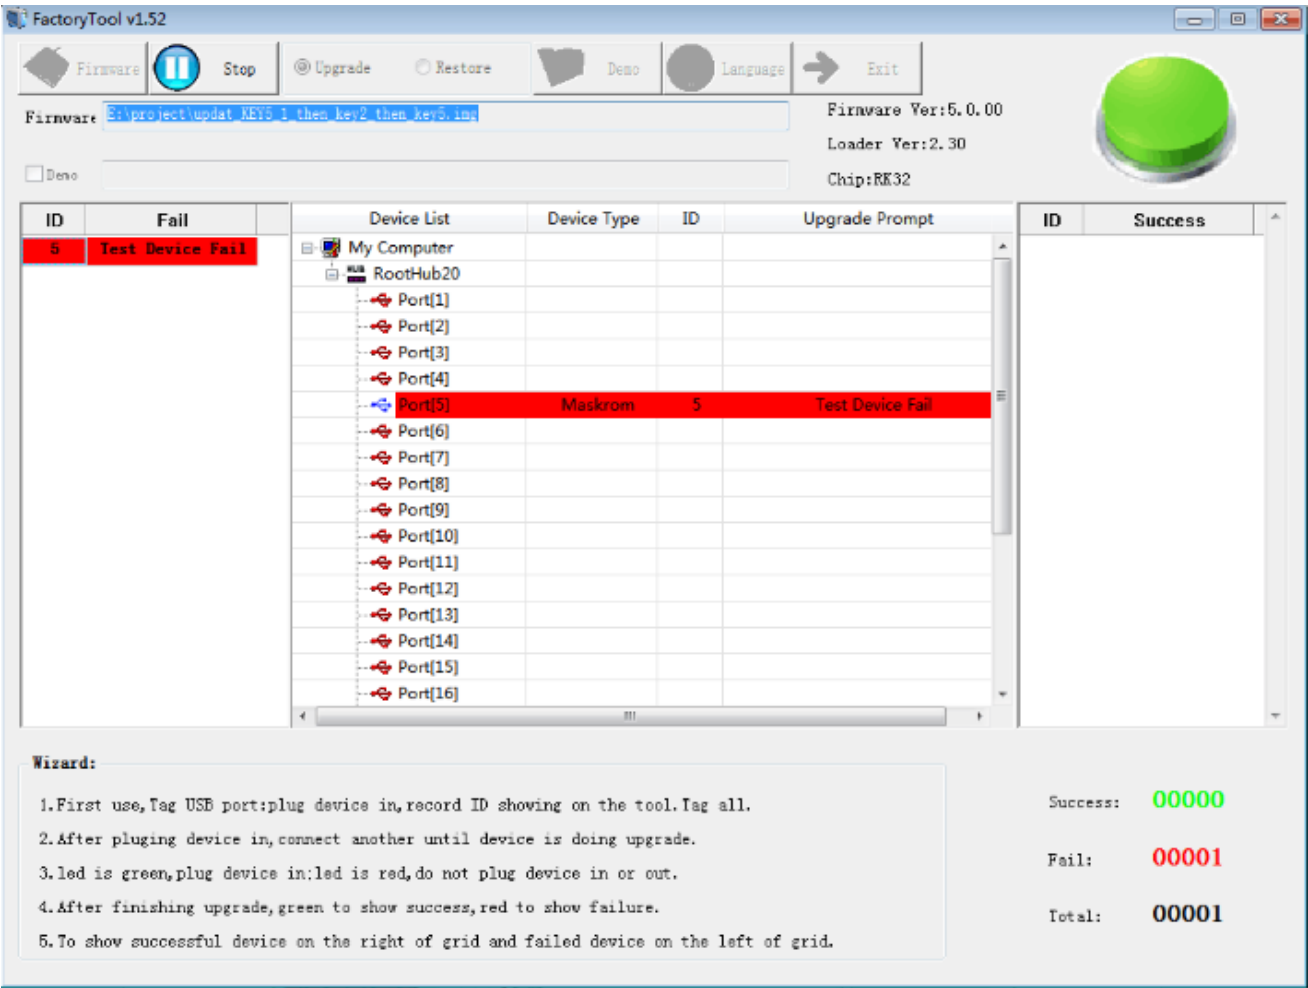 FactoryTool v1.52
Firmware Stop Upgrade Restore Demo Language Exit
Firmware E:\project\updat_KEY5_1_then_key2_then_key5.img
Firmware Ver:5.0.00
Loader Ver:2.30
Demo
Chip:RK32
ID Fail
5 Test Device Fail
Device List Device Type ID Upgrade Prompt
My Computer
HUB RootHub20
Port[1]
Port[2]
Port[3]
Port[4]
Port[5] Maskrom 5 Test Device Fail
Port[6]
Port[7]
Port[8]
Port[9]
Port[10]
Port[11]
Port[12]
Port[13]
Port[14]
Port[15]
Port[16]
ID Success
Wizard:
1.First use,Tag USB port:plug device in,record ID showing on the tool.Tag all.
2.After pluging device in,connect another until device is doing upgrade.
3.led is green,plug device in;led is red,do not plug device in or out.
4.After finishing upgrade,green to show success,red to show failure.
5.To show successful device on the right of grid and failed device on the left of grid.
Success: 00000
Fail: 00001
Total: 00001